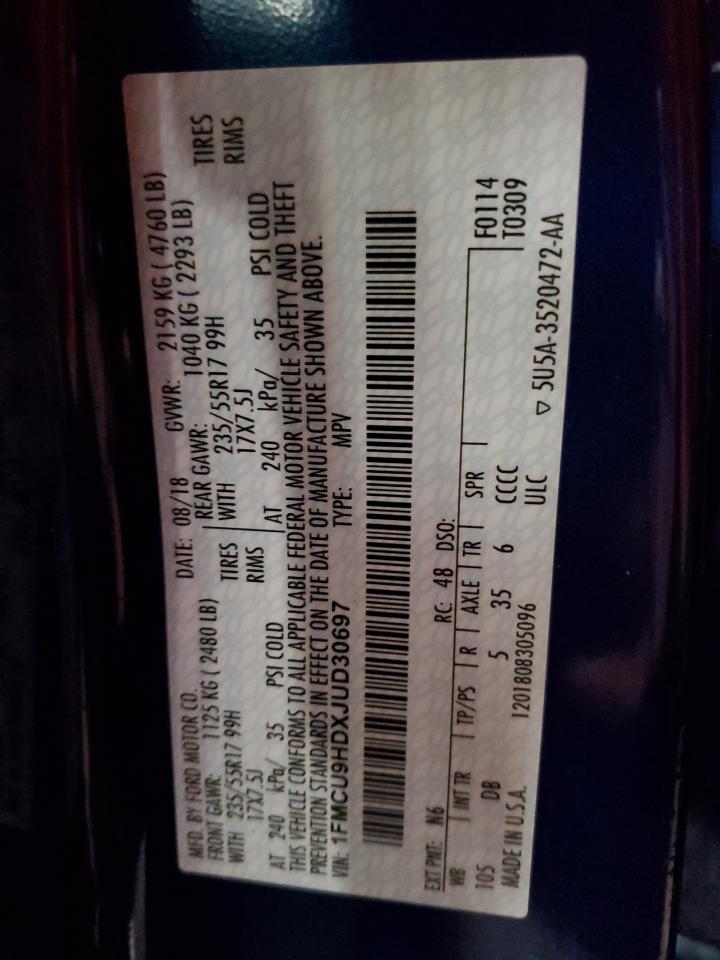 MFD. BY FORD MOTOR CO.
DATE: 08/18 GVWR: 2159 KG ( 4760 LB)
FRONT GAWR: 1125 KG ( 2480 LB) REAR GAWR: 1040 KG ( 2293 LB)
WITH 235/55R17 99H TIRES WITH 235/55R17 99H TIRES
17X7.5J RIMS 17X7.5J RIMS
AT 240 kPa/ 35 PSI COLD AT 240 kPa/ 35 PSI COLD
THIS VEHICLE CONFORMS TO ALL APPLICABLE FEDERAL MOTOR VEHICLE SAFETY AND THEFT
PREVENTION STANDARDS IN EFFECT ON THE DATE OF MANUFACTURE SHOWN ABOVE.
VIN: 1FMCU9HDXJUD30697 TYPE: MPV
EXT PNT: N6 RC: 48 DSO: F0114
WB INT TR TP/PS R AXLE TR SPR T0309
105 DB 5 35 6 CCCC
MADE IN U.S.A. 1201808305096 ULC ▽ 5U5A-3520472-AA